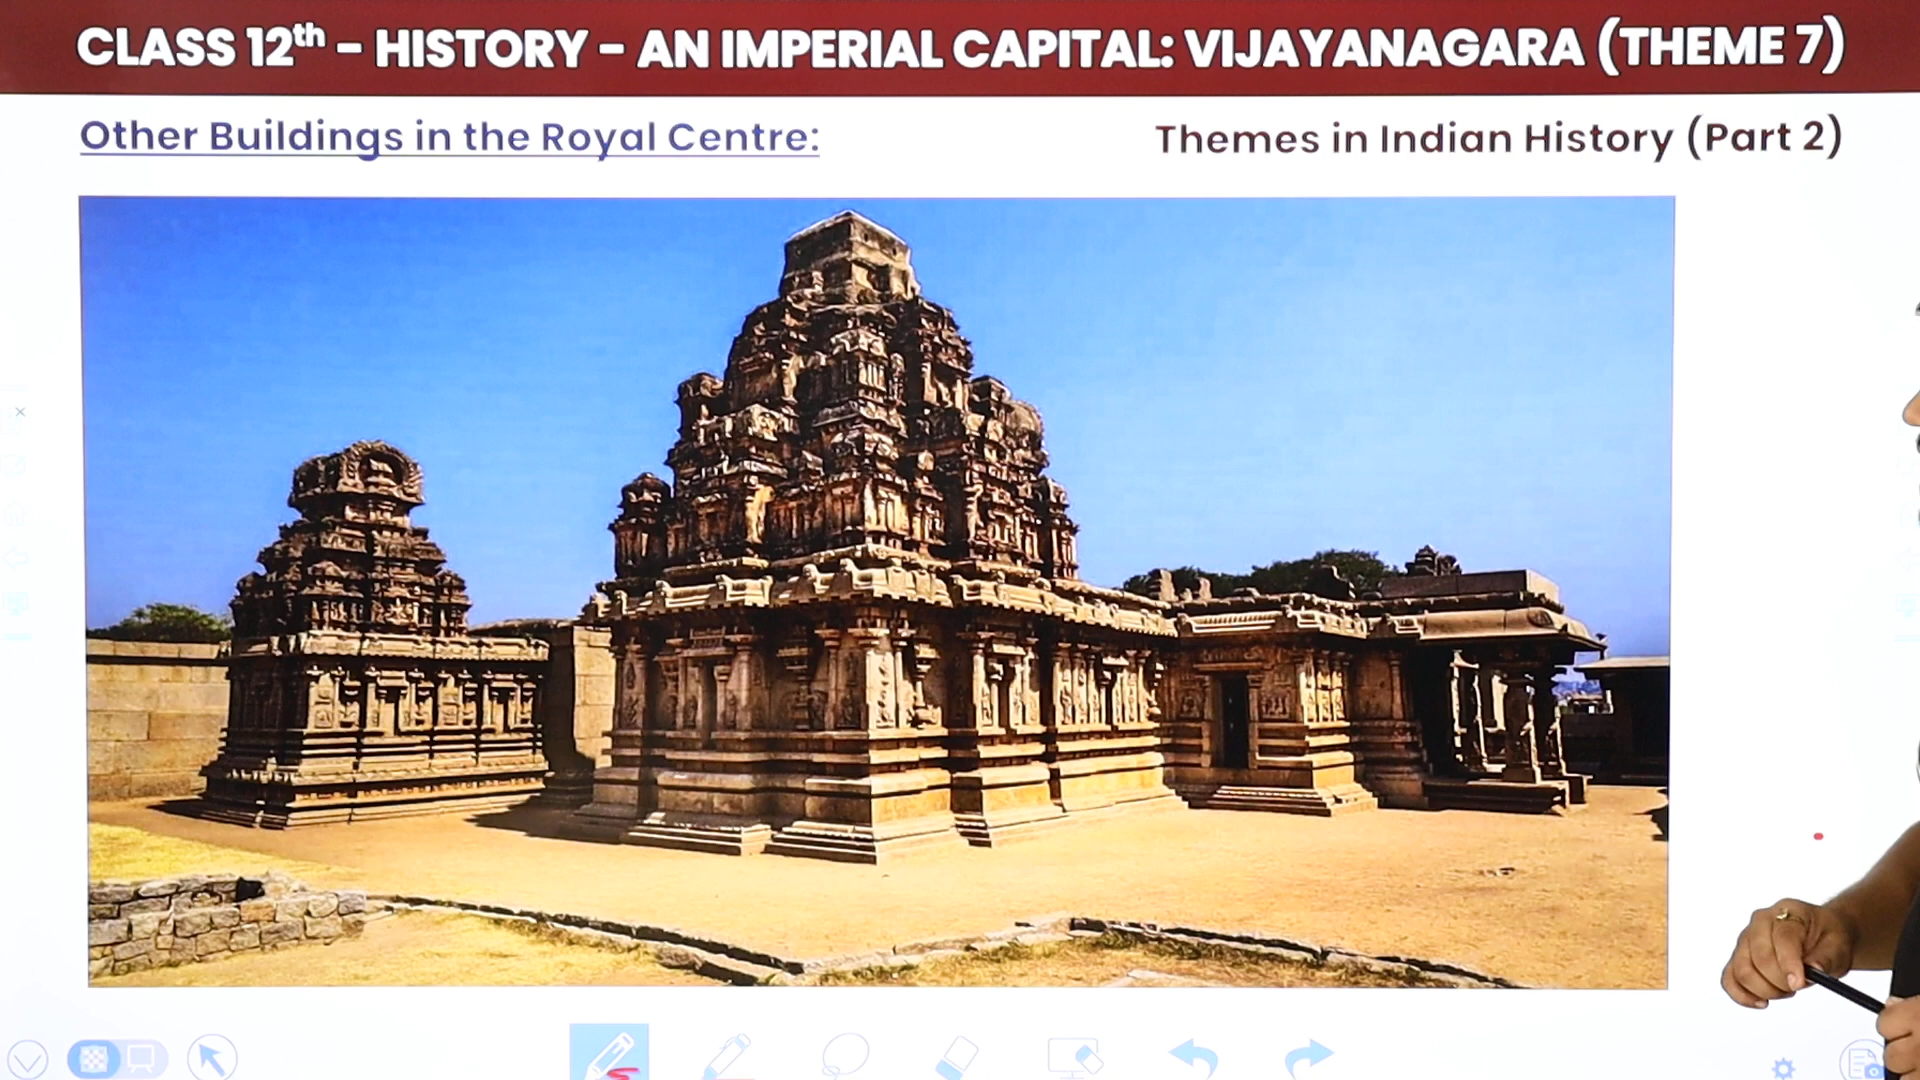 CLASS 12th - HISTORY - AN IMPERIAL CAPITAL: VIJAYANAGARA (THEME 7)
Other Buildings in the Royal Centre:
Themes in Indian History (Part 2)